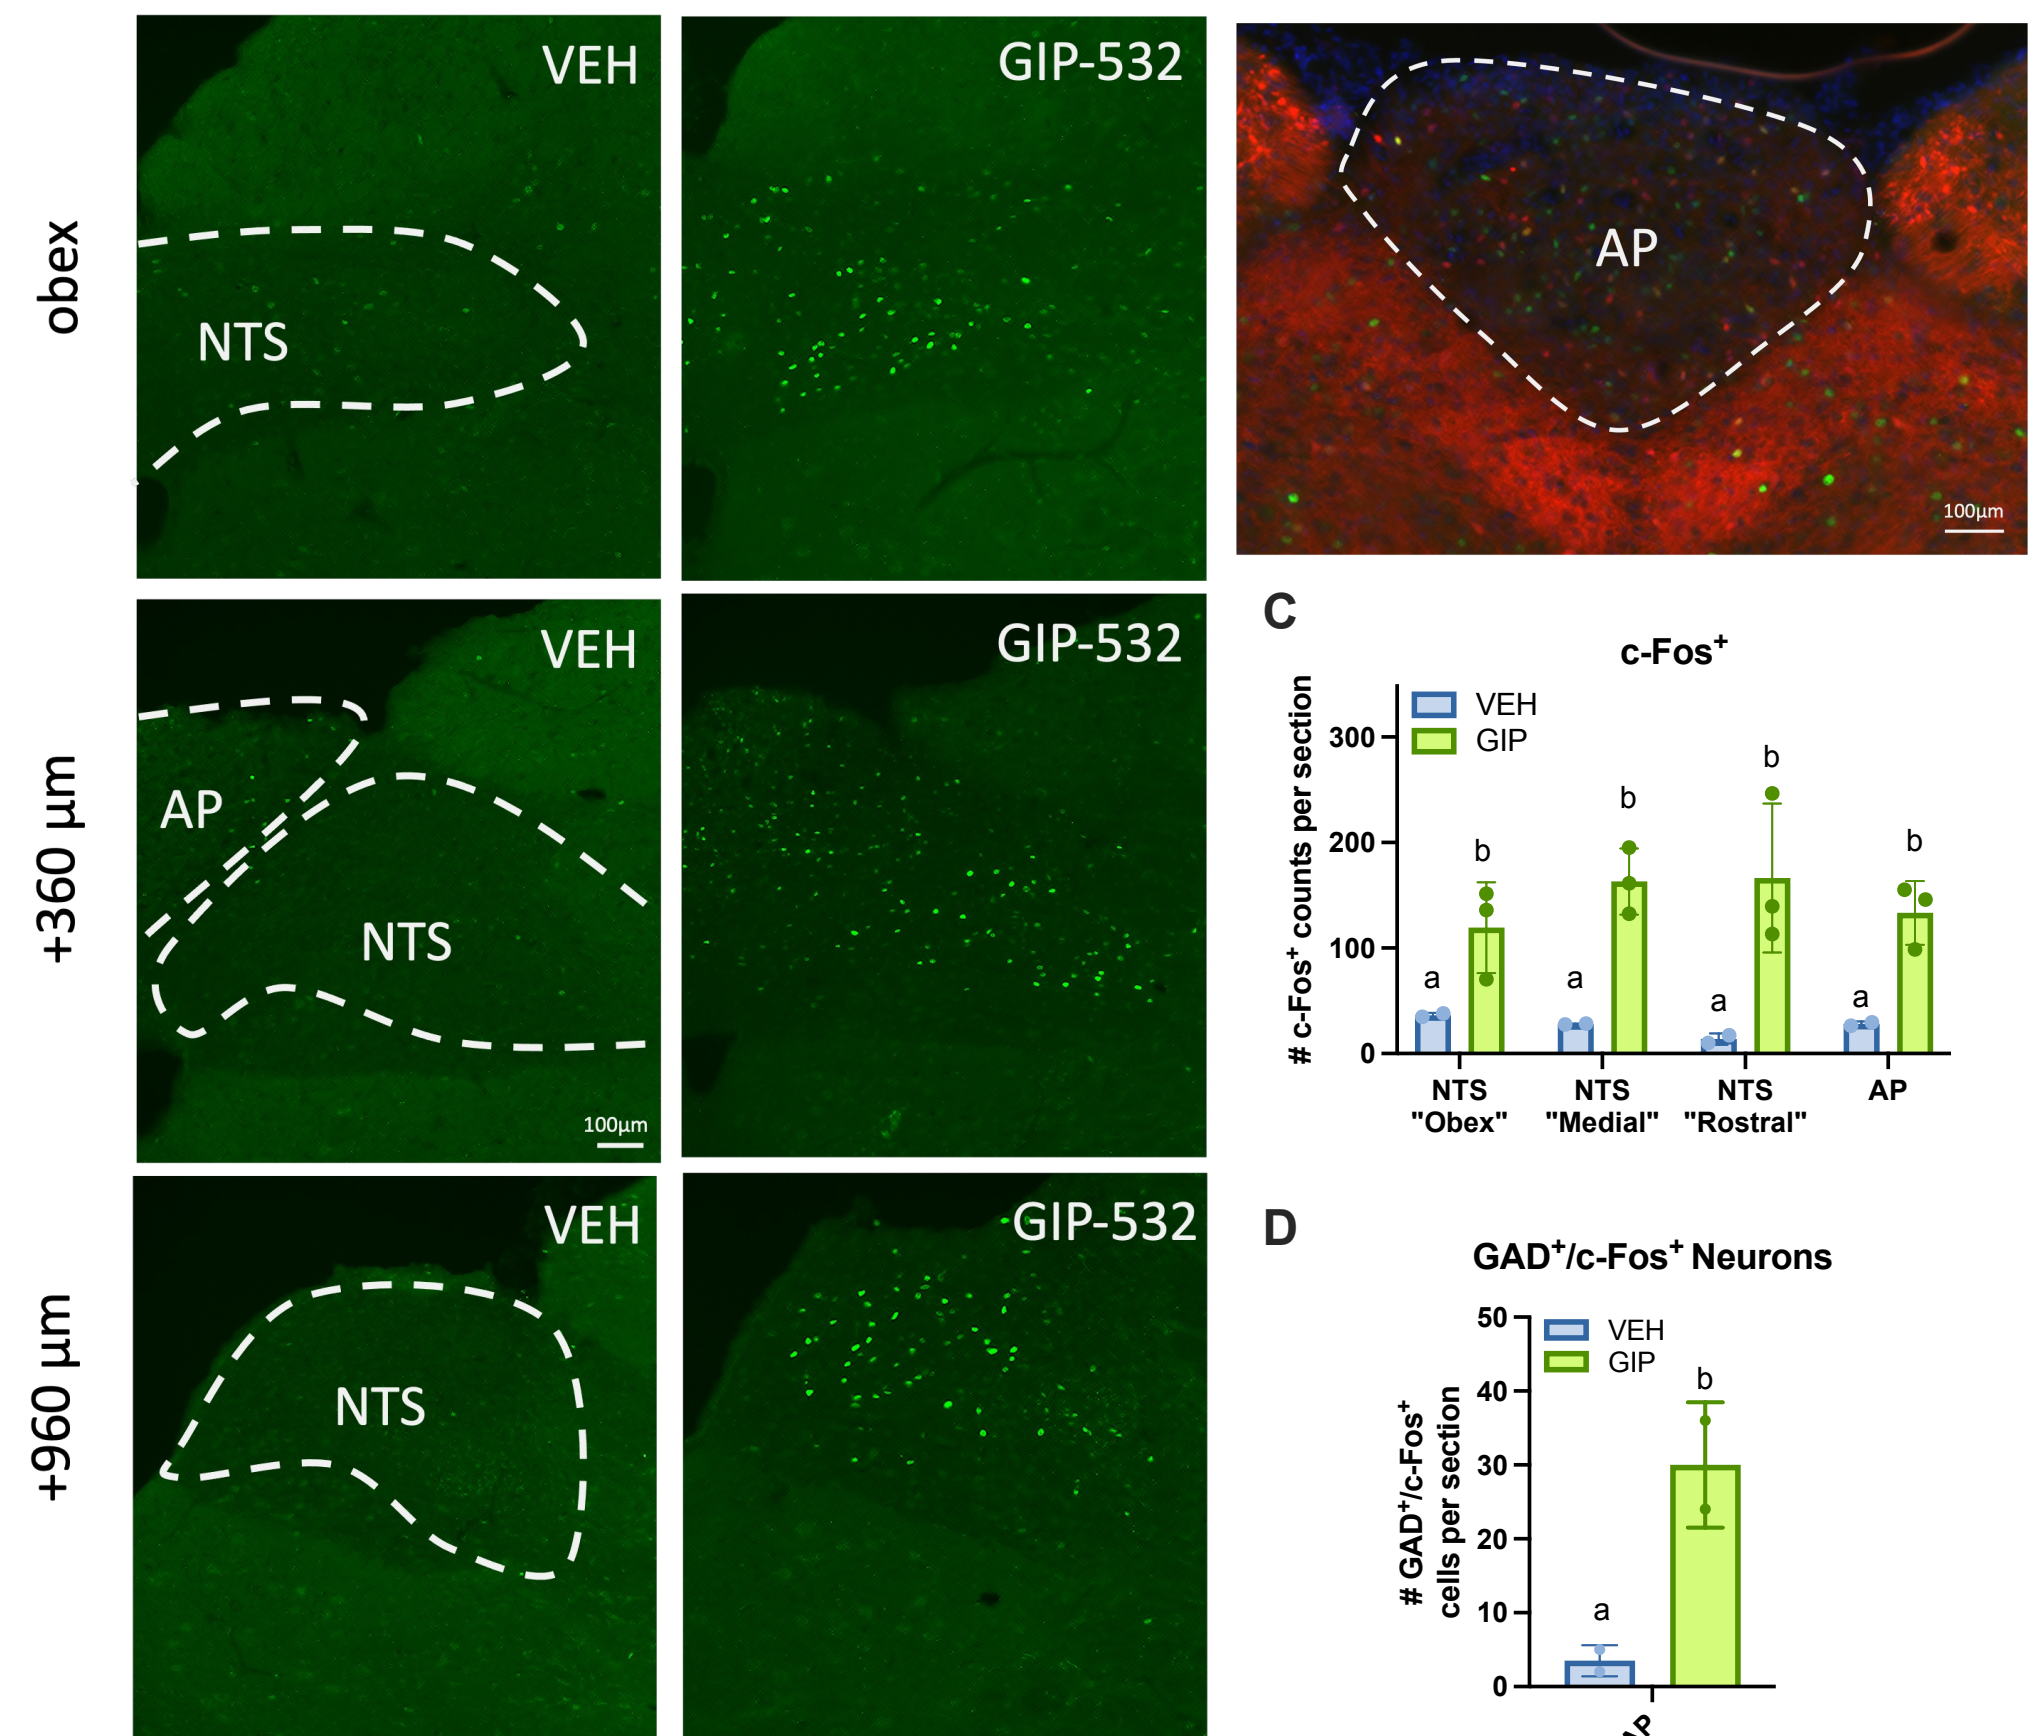 obex
VEH
NTS
GIP-532
+360 µm
VEH
AP
NTS
100µm
GIP-532
+960 µm
VEH
NTS
GIP-532
AP
100µm
C
c-Fos⁺
# c-Fos⁺ counts per section
VEH
GIP
300
200
100
0
a
b
a
b
a
b
a
b
NTS
"Obex"
NTS
"Medial"
NTS
"Rostral"
AP
D
GAD⁺/c-Fos⁺ Neurons
# GAD⁺/c-Fos⁺
cells per section
VEH
GIP
50
40
30
20
10
0
a
b
AP